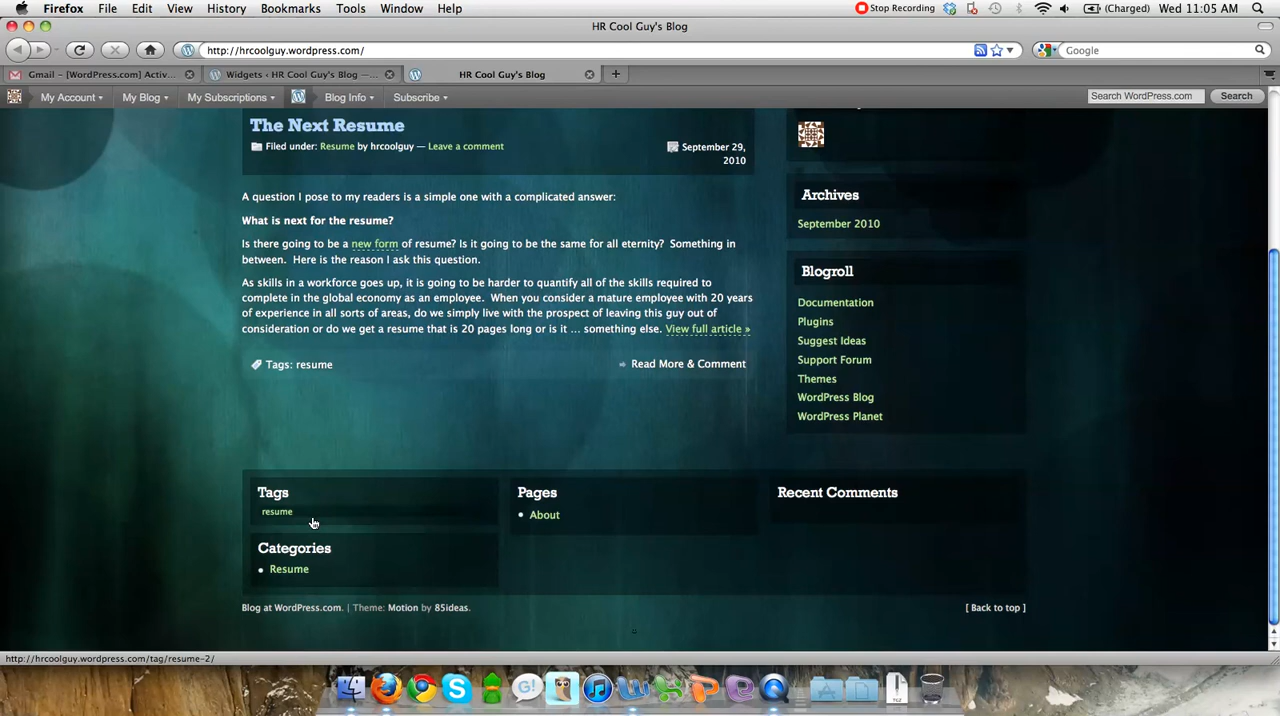 Firefox File Edit View History Bookmarks Tools Window Help Stop Recording (Charged) Wed 11:05 AM
HR Cool Guy's Blog
http://hrcoolguy.wordpress.com/ Google
Gmail – [WordPress.com] Activ... Widgets ‹ HR Cool Guy's Blog —... HR Cool Guy's Blog
My Account My Blog My Subscriptions Blog Info Subscribe Search WordPress.com Search
The Next Resume
Filed under: Resume by hrcoolguy — Leave a comment
September 29,
2010
A question I pose to my readers is a simple one with a complicated answer:
What is next for the resume?
Is there going to be a new form of resume? Is it going to be the same for all eternity?  Something in
between.  Here is the reason I ask this question.
As skills in a workforce goes up, it is going to be harder to quantify all of the skills required to
complete in the global economy as an employee.  When you consider a mature employee with 20 years
of experience in all sorts of areas, do we simply live with the prospect of leaving this guy out of
consideration or do we get a resume that is 20 pages long or is it … something else. View full article »
Tags: resume
Read More & Comment
Archives
September 2010
Blogroll
Documentation
Plugins
Suggest Ideas
Support Forum
Themes
WordPress Blog
WordPress Planet
Tags
resume
Categories
Resume
Pages
About
Recent Comments
Blog at WordPress.com. | Theme: Motion by 85ideas.
[ Back to top ]
http://hrcoolguy.wordpress.com/tag/resume-2/